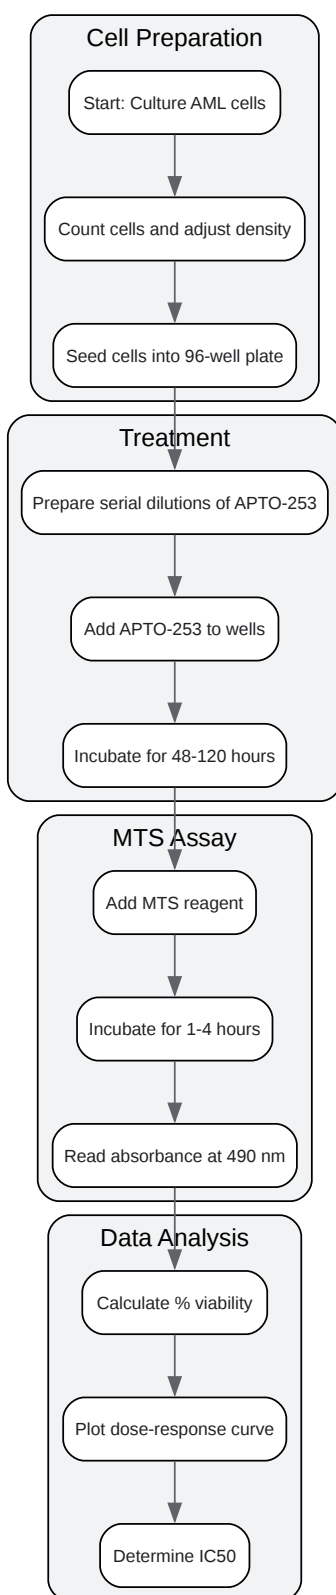 Cell Preparation
Start: Culture AML cells
Count cells and adjust density
Seed cells into 96-well plate
Treatment
Prepare serial dilutions of APTO-253
Add APTO-253 to wells
Incubate for 48-120 hours
MTS Assay
Add MTS reagent
Incubate for 1-4 hours
Read absorbance at 490 nm
Data Analysis
Calculate % viability
Plot dose-response curve
Determine IC50